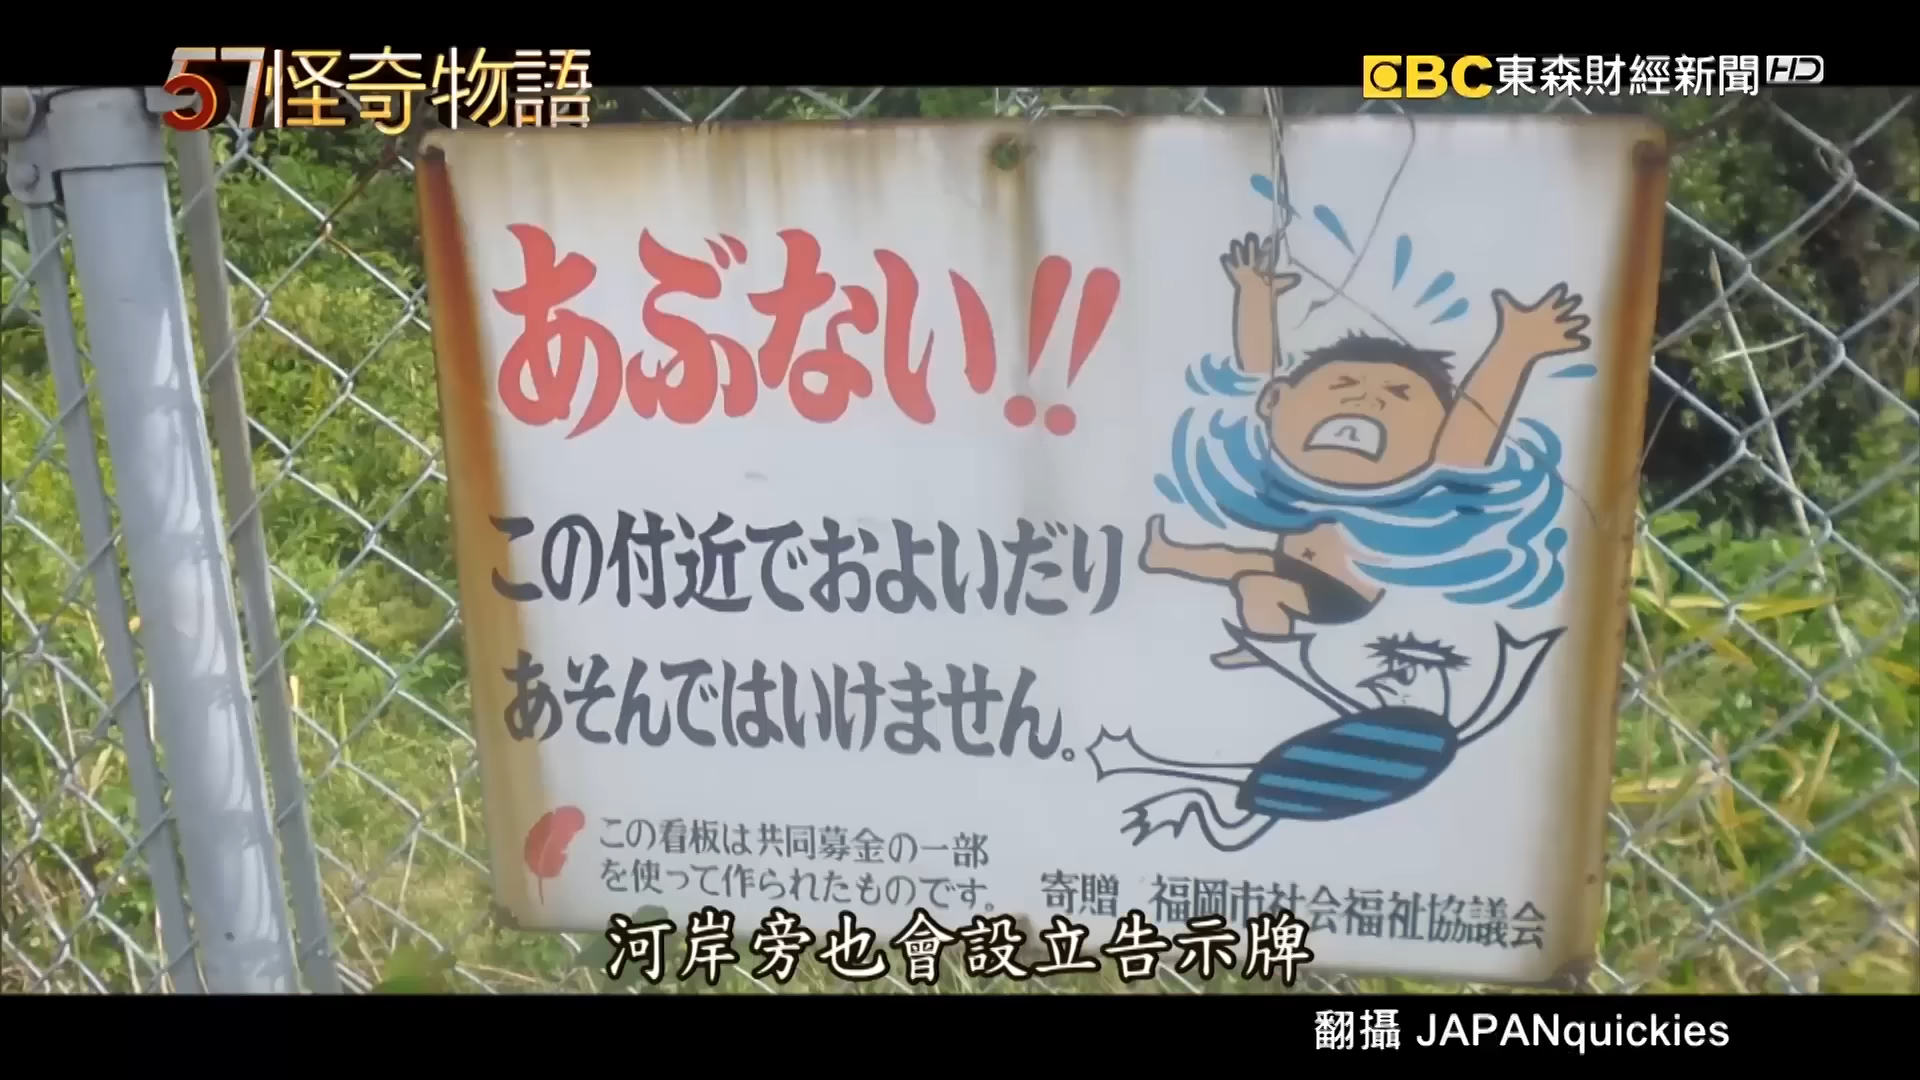 57怪奇物語
EBC東森財經新聞HD
あぶない!!
この付近でおよいだり
あそんではいけません。
この看板は共同募金の一部
を使って作られたものです。
寄贈 福岡市社会福祉協議会
河岸旁也會設立告示牌
翻攝 JAPANquickies